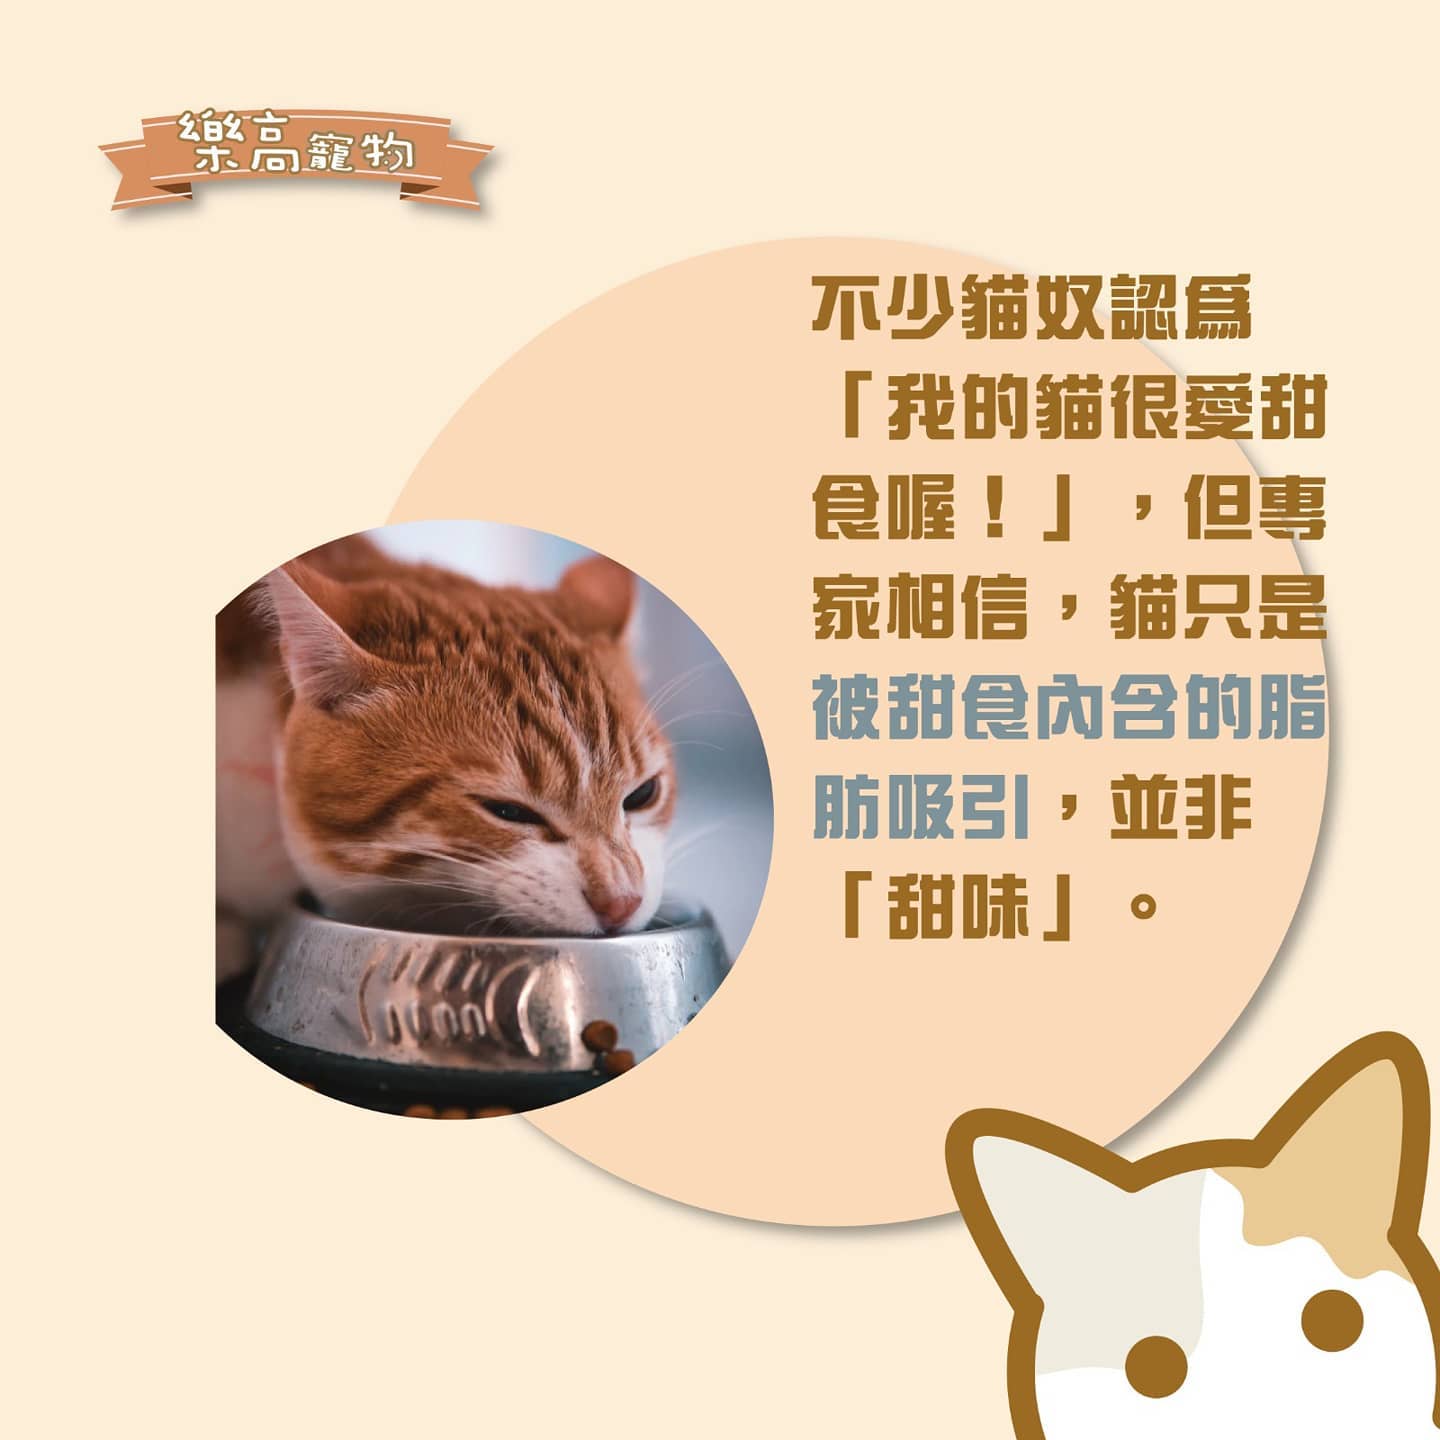 樂高寵物
不少貓奴認為
「我的貓很愛甜
食喔！」，但專
家相信，貓只是
被甜食內含的脂
肪吸引，並非
「甜味」。